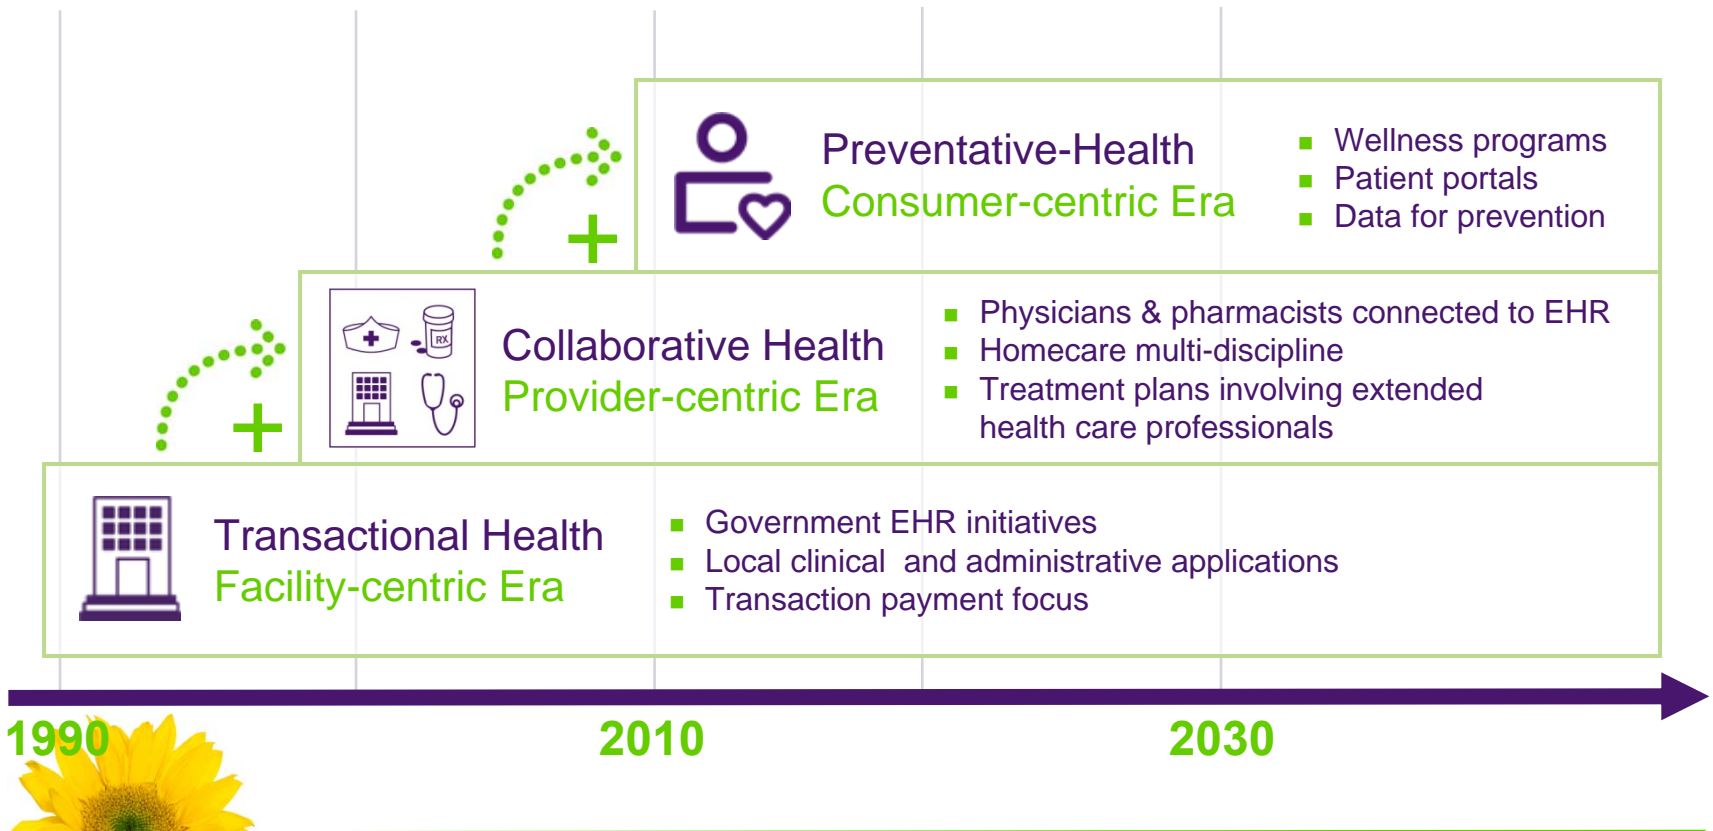 Preventative-Health
Consumer-centric Era
Wellness programs
Patient portals
Data for prevention
+
RX
Collaborative Health
Provider-centric Era
Physicians & pharmacists connected to EHR
Homecare multi-discipline
Treatment plans involving extended
health care professionals
+
Transactional Health
Facility-centric Era
Government EHR initiatives
Local clinical  and administrative applications
Transaction payment focus
1990
2010
2030